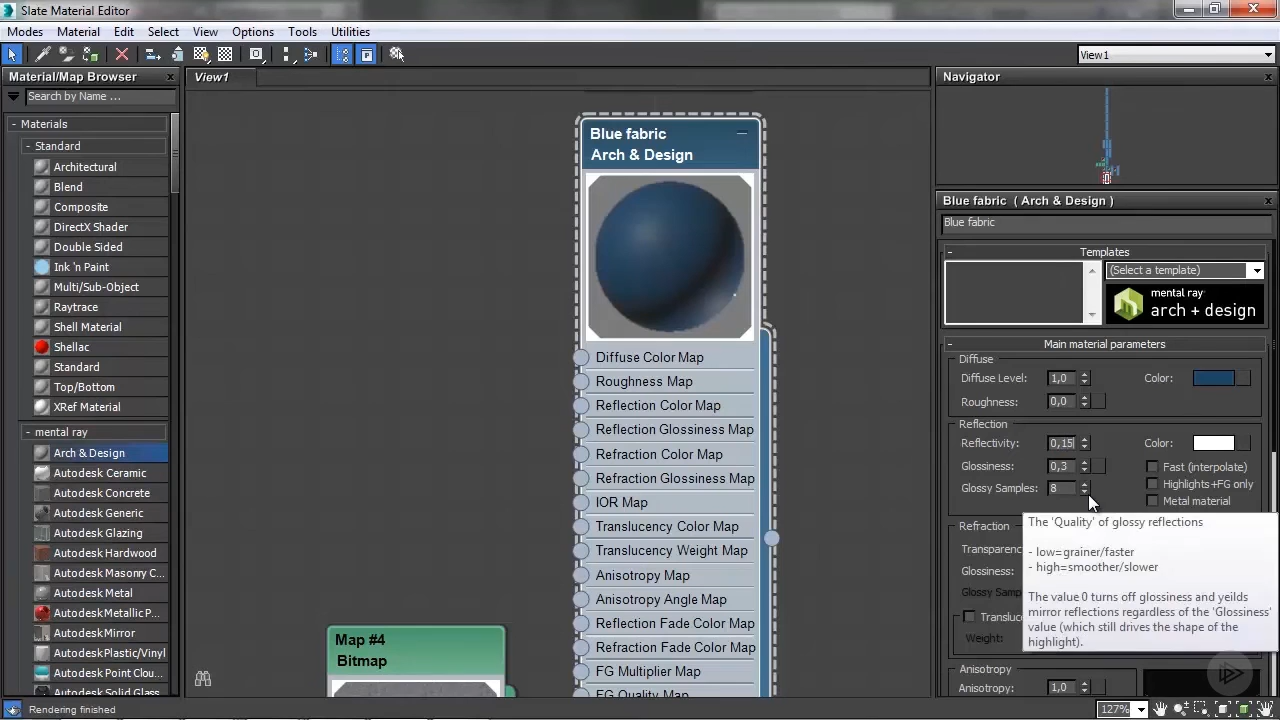 Slate Material Editor
Modes Material Edit Select View Options Tools Utilities
View1
Material/Map Browser
Search by Name ...
- Materials
- Standard
Architectural
Blend
Composite
DirectX Shader
Double Sided
Ink 'n Paint
Multi/Sub-Object
Raytrace
Shell Material
Shellac
Standard
Top/Bottom
XRef Material
- mental ray
Arch & Design
Autodesk Ceramic
Autodesk Concrete
Autodesk Generic
Autodesk Glazing
Autodesk Hardwood
Autodesk Masonry C...
Autodesk Metal
Autodesk Metallic P...
Autodesk Mirror
Autodesk Plastic/Vinyl
Autodesk Point Clou...
Autodesk Solid Glass
Rendering finished
View1
Blue fabric
Arch & Design
Diffuse Color Map
Roughness Map
Reflection Color Map
Reflection Glossiness Map
Refraction Color Map
Refraction Glossiness Map
IOR Map
Translucency Color Map
Translucency Weight Map
Anisotropy Map
Anisotropy Angle Map
Reflection Fade Color Map
Refraction Fade Color Map
FG Multiplier Map
FG Quality Map
Map #4
Bitmap
Navigator
Blue fabric ( Arch & Design )
Blue fabric
- Templates
(Select a template)
mental ray
arch + design
- Main material parameters
Diffuse
Diffuse Level: 1,0 Color:
Roughness: 0,0
Reflection
Reflectivity: 0,15 Color:
Glossiness: 0,3 Fast (interpolate)
Highlights+FG only
Glossy Samples: 8
Metal material
Refraction
Transparenc
Glossiness:
Glossy Samp
Transluc
Weight:
The 'Quality' of glossy reflections
- low=grainer/faster
- high=smoother/slower
The value 0 turns off glossiness and yeilds
mirror reflections regardless of the 'Glossiness'
value (which still drives the shape of the
highlight).
Anisotropy
Anisotropy: 1,0
127%